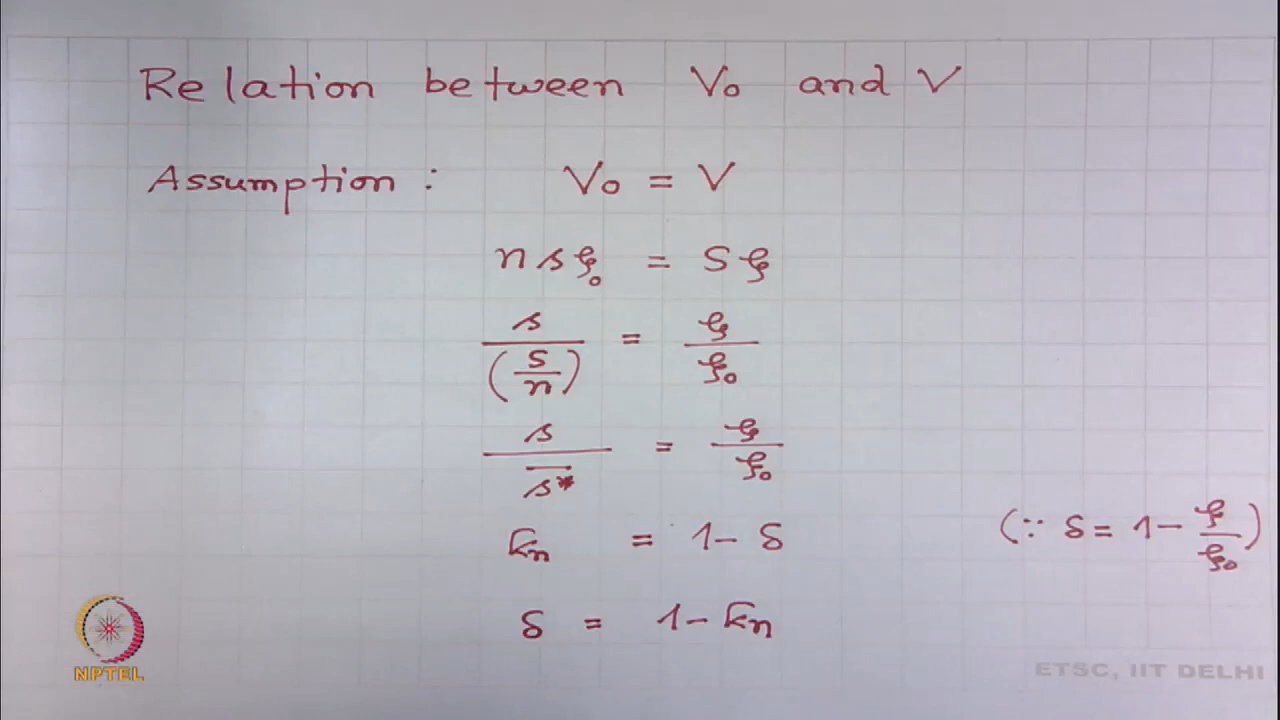 Relation between V₀ and V
Assumption : V₀ = V
n s ξ₀ = S ξ
s / (S/n) = ξ / ξ₀
s / s̄* = ξ / ξ₀
kₙ = 1 - δ (∵ δ = 1 - ξ/ξ₀)
δ = 1 - kₙ
NPTEL
ETSC, IIT DELHI